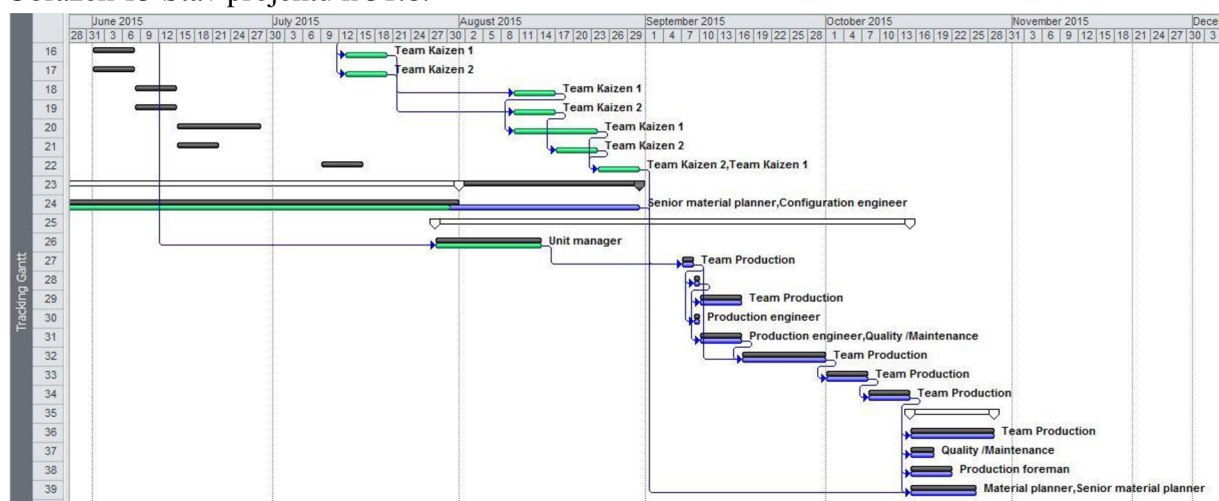 Stav projektu
June 2015 July 2015 August 2015 September 2015 October 2015 November 2015 Dece
28 31 3 6 9 12 15 18 21 24 27 30 3 6 9 12 15 18 21 24 27 30 2 5 8 11 14 17 20 23 26 29 1 4 7 10 13 16 19 22 25 28 1 4 7 10 13 16 19 22 25 28 31 3 6 9 12 15 18 21 24 27 30 3
Tracking Gantt
16 Team Kaizen 1
17 Team Kaizen 2
18 Team Kaizen 1
19 Team Kaizen 2
20 Team Kaizen 1
21 Team Kaizen 2
22 Team Kaizen 2,Team Kaizen 1
23
24 Senior material planner,Configuration engineer
25
26 Unit manager
27 Team Production
28
29 Team Production
30 Production engineer
31 Production engineer,Quality /Maintenance
32 Team Production
33 Team Production
34 Team Production
35
36 Team Production
37 Quality /Maintenance
38 Production foreman
39 Material planner,Senior material planner